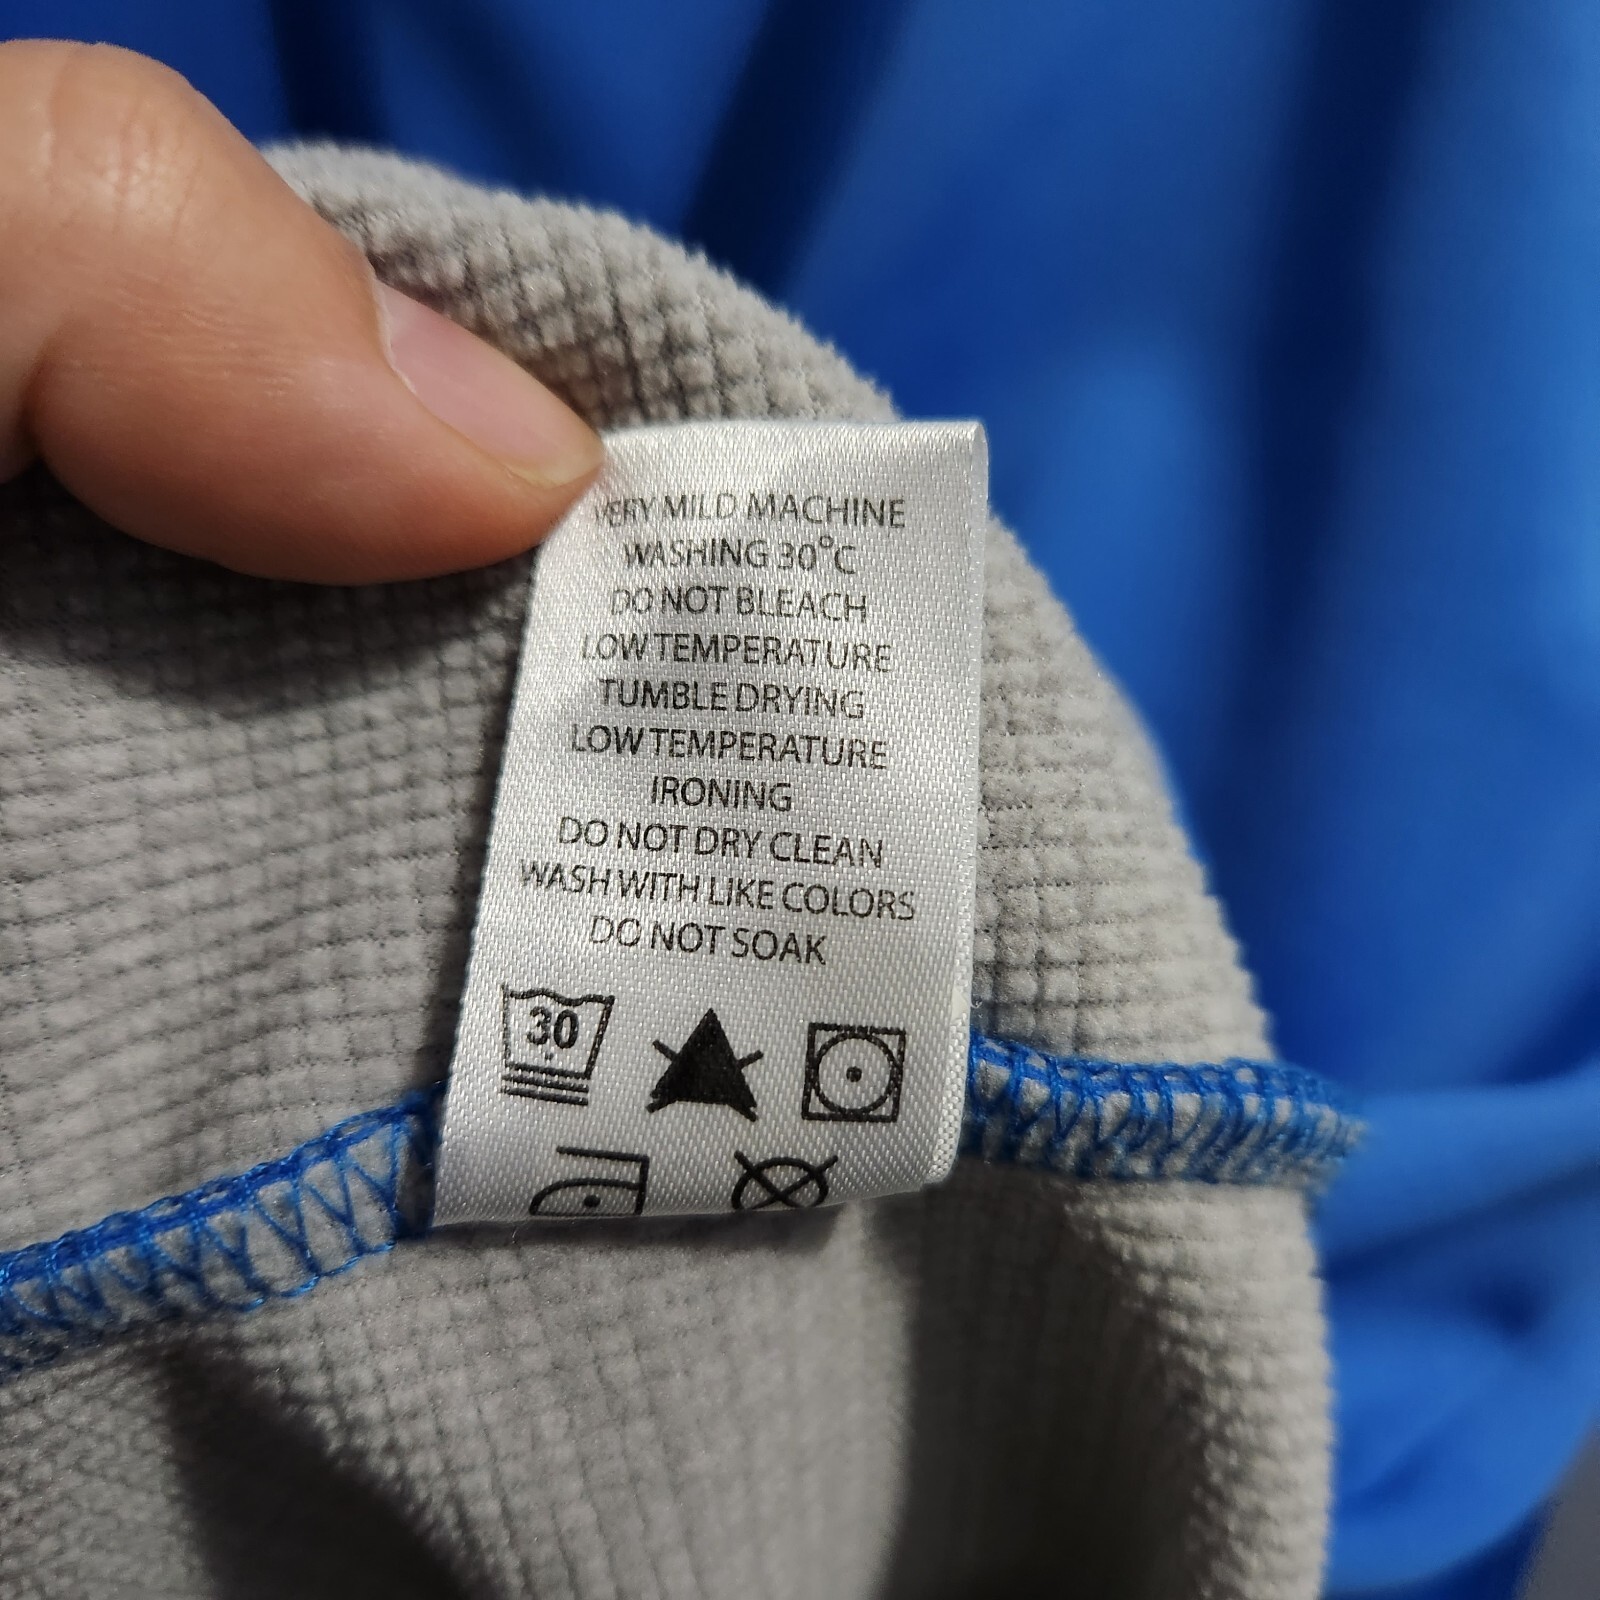 VERY MILD MACHINE
WASHING 30°C
DO NOT BLEACH
LOW TEMPERATURE
TUMBLE DRYING
LOW TEMPERATURE
IRONING
DO NOT DRY CLEAN
WASH WITH LIKE COLORS
DO NOT SOAK
30